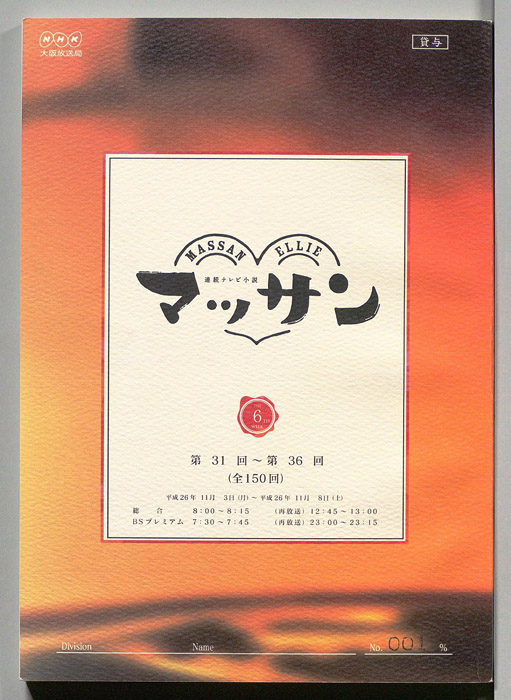 NHK
大阪放送局
貸与
MASSAN ELLIE
連続テレビ小説
マッサン
6
第 31 回 ～ 第 36 回
(全150回)
平成26年 11月 3日(月) ～ 平成26年 11月 8日(土)
総 合 8:00～8:15 (再放送) 12:45～13:00
BSプレミアム 7:30～7:45 (再放送) 23:00～23:15
Division Name No. 001 %